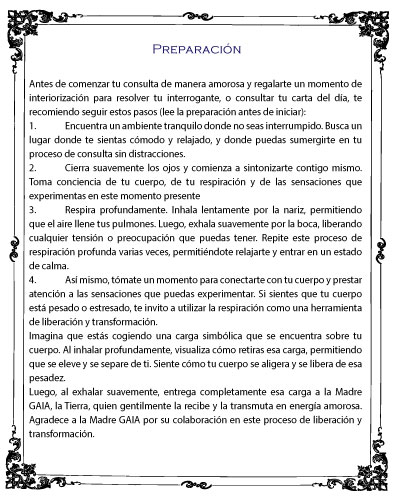 Preparación
Antes de comenzar tu consulta de manera amorosa y regalarte un momento de
interiorización para resolver tu interrogante, o consultar tu carta del día, te
recomiendo seguir estos pasos (lee la preparación antes de iniciar):
1. Encuentra un ambiente tranquilo donde no seas interrumpido. Busca un
lugar donde te sientas cómodo y relajado, y donde puedas sumergirte en tu
proceso de consulta sin distracciones.
2. Cierra suavemente los ojos y comienza a sintonizarte contigo mismo.
Toma conciencia de tu cuerpo, de tu respiración y de las sensaciones que
experimentas en este momento presente
3. Respira profundamente. Inhala lentamente por la nariz, permitiendo
que el aire llene tus pulmones. Luego, exhala suavemente por la boca, liberando
cualquier tensión o preocupación que puedas tener. Repite este proceso de
respiración profunda varias veces, permitiéndote relajarte y entrar en un estado
de calma.
4. Así mismo, tómate un momento para conectarte con tu cuerpo y prestar
atención a las sensaciones que puedas experimentar. Si sientes que tu cuerpo
está pesado o estresado, te invito a utilizar la respiración como una herramienta
de liberación y transformación.
Imagina que estás cogiendo una carga simbólica que se encuentra sobre tu
cuerpo. Al inhalar profundamente, visualiza cómo retiras esa carga, permitiendo
que se eleve y se separe de ti. Siente cómo tu cuerpo se aligera y se libera de esa
pesadez.
Luego, al exhalar suavemente, entrega completamente esa carga a la Madre
GAIA, la Tierra, quien gentilmente la recibe y la transmuta en energía amorosa.
Agradece a la Madre GAIA por su colaboración en este proceso de liberación y
transformación.